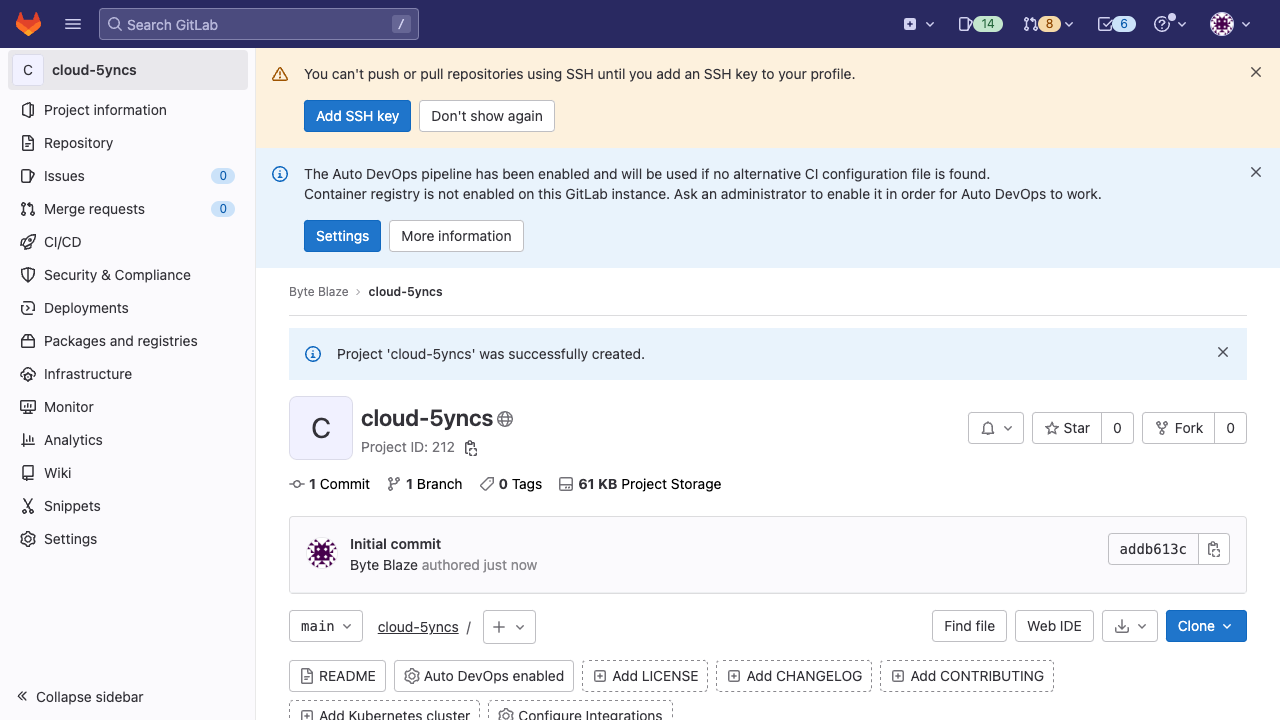 Search GitLab /
14
8
6
C cloud-5yncs
Project information
Repository
Issues 0
Merge requests 0
CI/CD
Security & Compliance
Deployments
Packages and registries
Infrastructure
Monitor
Analytics
Wiki
Snippets
Settings
Collapse sidebar
You can't push or pull repositories using SSH until you add an SSH key to your profile.
Add SSH key Don't show again
The Auto DevOps pipeline has been enabled and will be used if no alternative CI configuration file is found.
Container registry is not enabled on this GitLab instance. Ask an administrator to enable it in order for Auto DevOps to work.
Settings More information
Byte Blaze cloud-5yncs
Project 'cloud-5yncs' was successfully created.
C
cloud-5yncs
Project ID: 212
Star 0
Fork 0
1 Commit 1 Branch 0 Tags 61 KB Project Storage
Initial commit
Byte Blaze authored just now
addb613c
main cloud-5yncs /
Find file Web IDE Clone
README Auto DevOps enabled Add LICENSE Add CHANGELOG Add CONTRIBUTING
Add Kubernetes cluster Configure Integrations